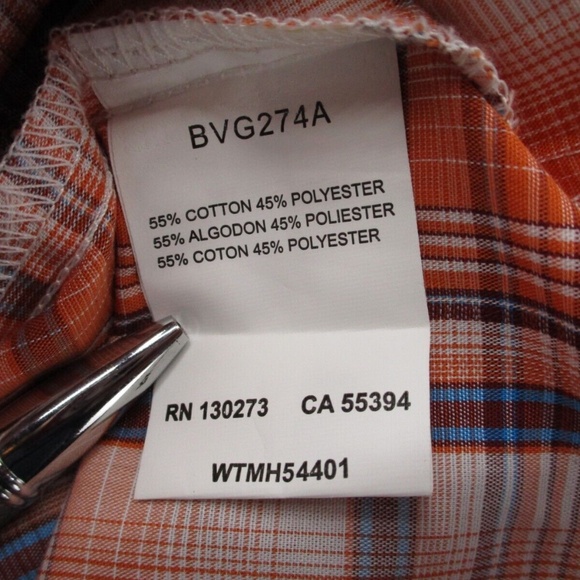 BVG274A
55% COTTON 45% POLYESTER
55% ALGODON 45% POLIESTER
55% COTON 45% POLYESTER
RN 130273 CA 55394
WTMH54401